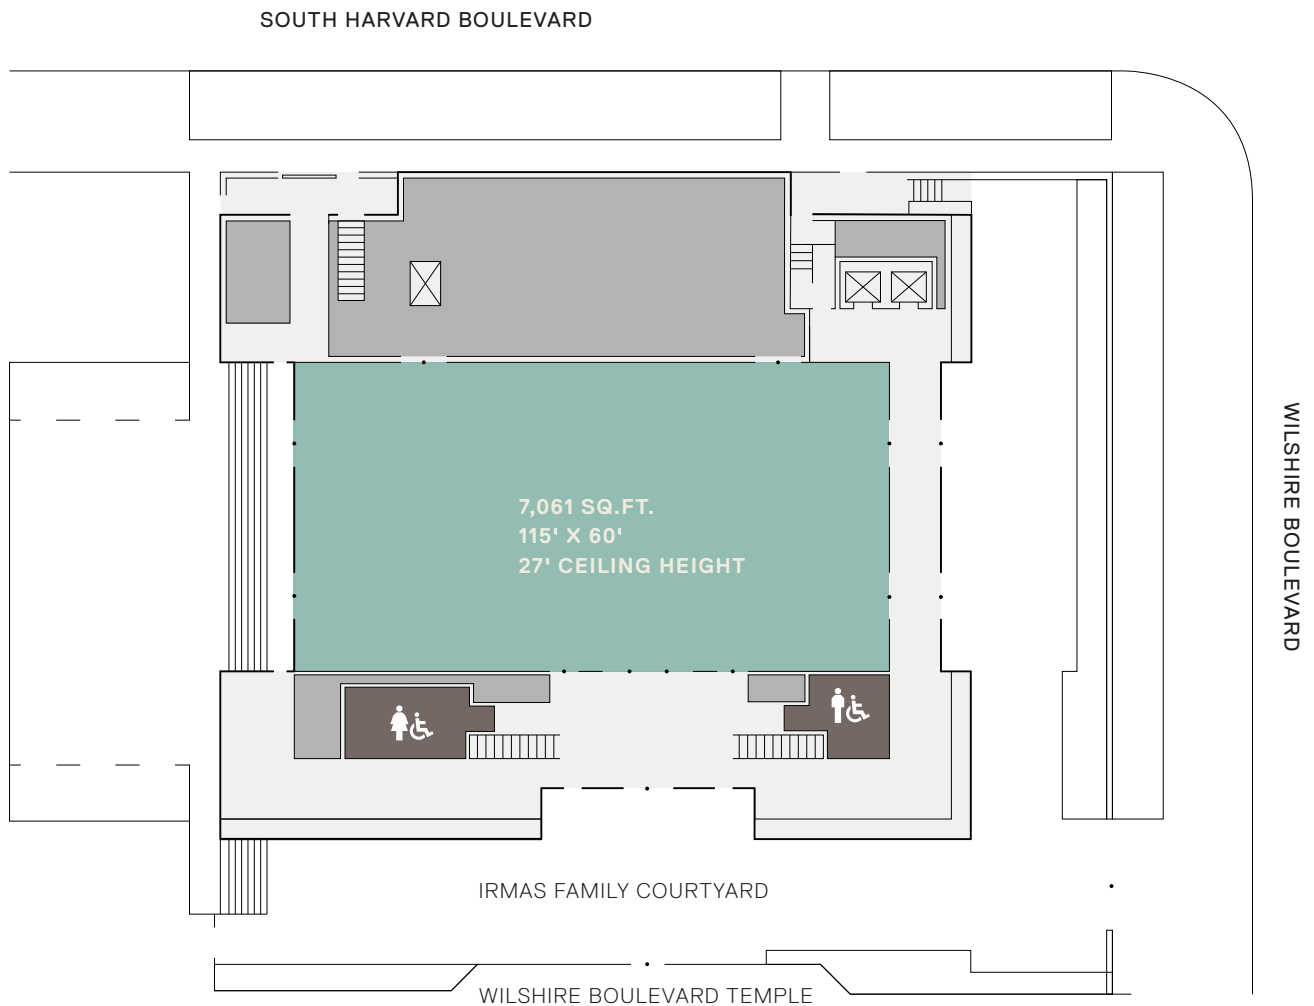 SOUTH HARVARD BOULEVARD
WILSHIRE BOULEVARD
7,061 SQ.FT.
115' X 60'
27' CEILING HEIGHT
IRMAS FAMILY COURTYARD
WILSHIRE BOULEVARD TEMPLE